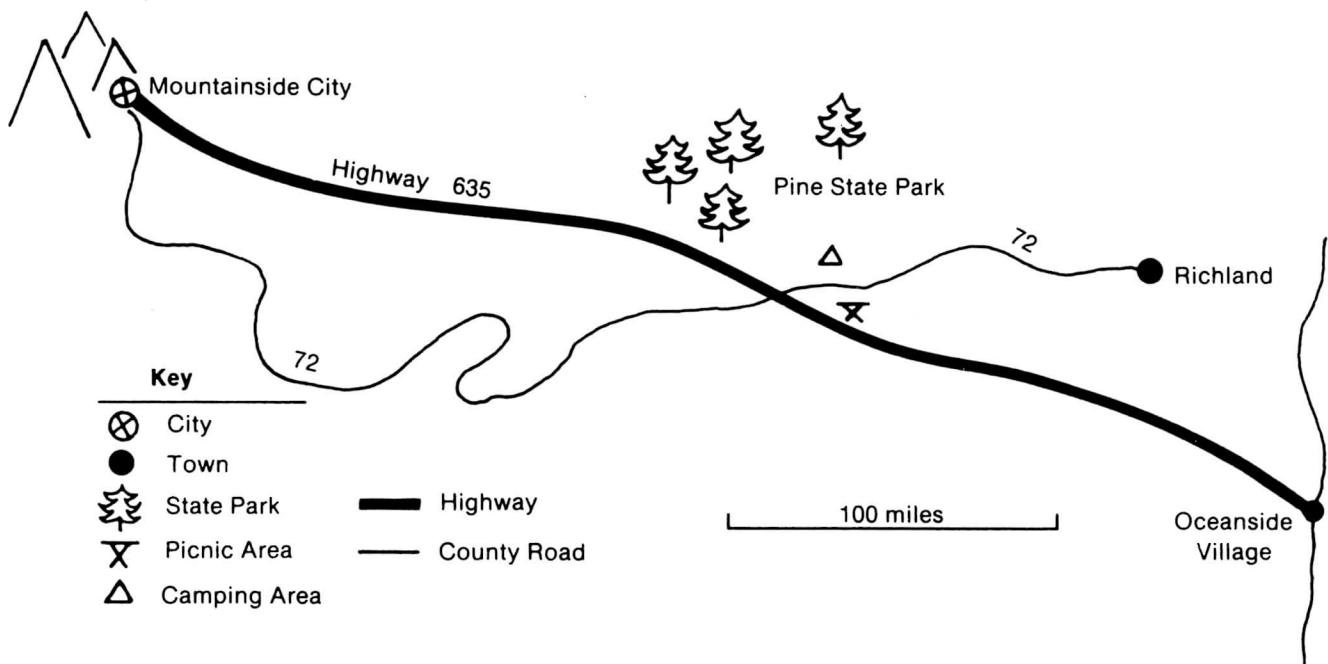 Mountainside City
Highway 635
Pine State Park
72
Richland
72
Key
City
Town
State Park
Highway
Picnic Area
County Road
Camping Area
100 miles
Oceanside
Village